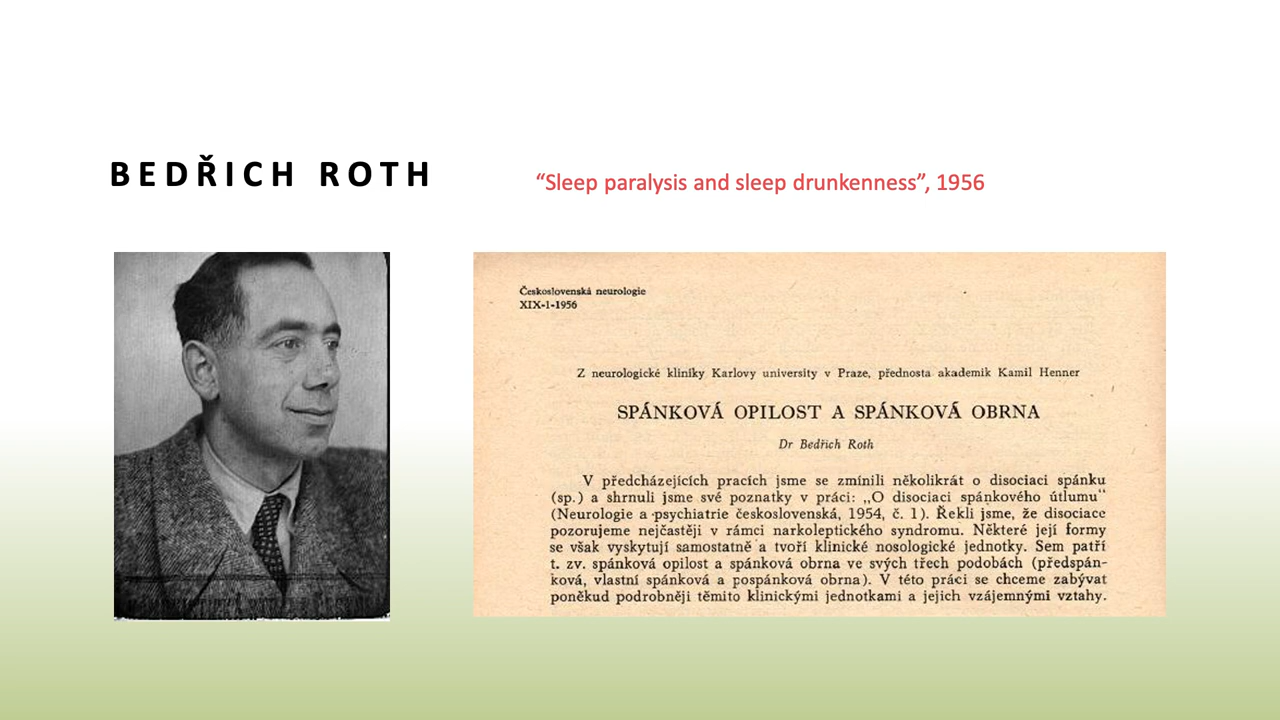 BEDŘICH ROTH
“Sleep paralysis and sleep drunkenness”, 1956
Československá neurologie
XIX-1-1956
Z neurologické kliniky Karlovy university v Praze, přednosta akademik Kamil Henner
SPÁNKOVÁ OPILOST A SPÁNKOVÁ OBRNA
Dr Bedřich Roth
V předcházejících pracích jsme se zmínili několikrát o disociaci spánku
(sp.) a shrnuli jsme své poznatky v práci: „O disociaci spánkového útlumu“
(Neurologie a psychiatrie československá, 1954, č. 1). Řekli jsme, že disociace
pozorujeme nejčastěji v rámci narkoleptického syndromu. Některé její formy
se však vyskytují samostatně a tvoří klinické nosologické jednotky. Sem patří
t. zv. spánková opilost a spánková obrna ve svých třech podobách (předspán-
ková, vlastní spánková a pospánková obrna). V této práci se chceme zabývat
poněkud podrobněji těmito klinickými jednotkami a jejich vzájemnými vztahy.